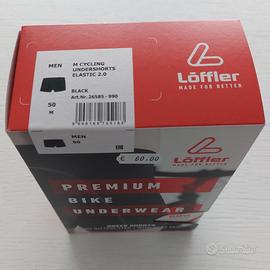 MEN
M CYCLING
UNDERSHORTS
ELASTIC 2.0
BLACK
Art.Nr. 26585 - 990
50
M
Löffler
MADE FOR BETTER
MEN
50
€ 60.00
Löffler
MADE FOR BETTER
PREMIUM
BIKE
UNDERWEAR